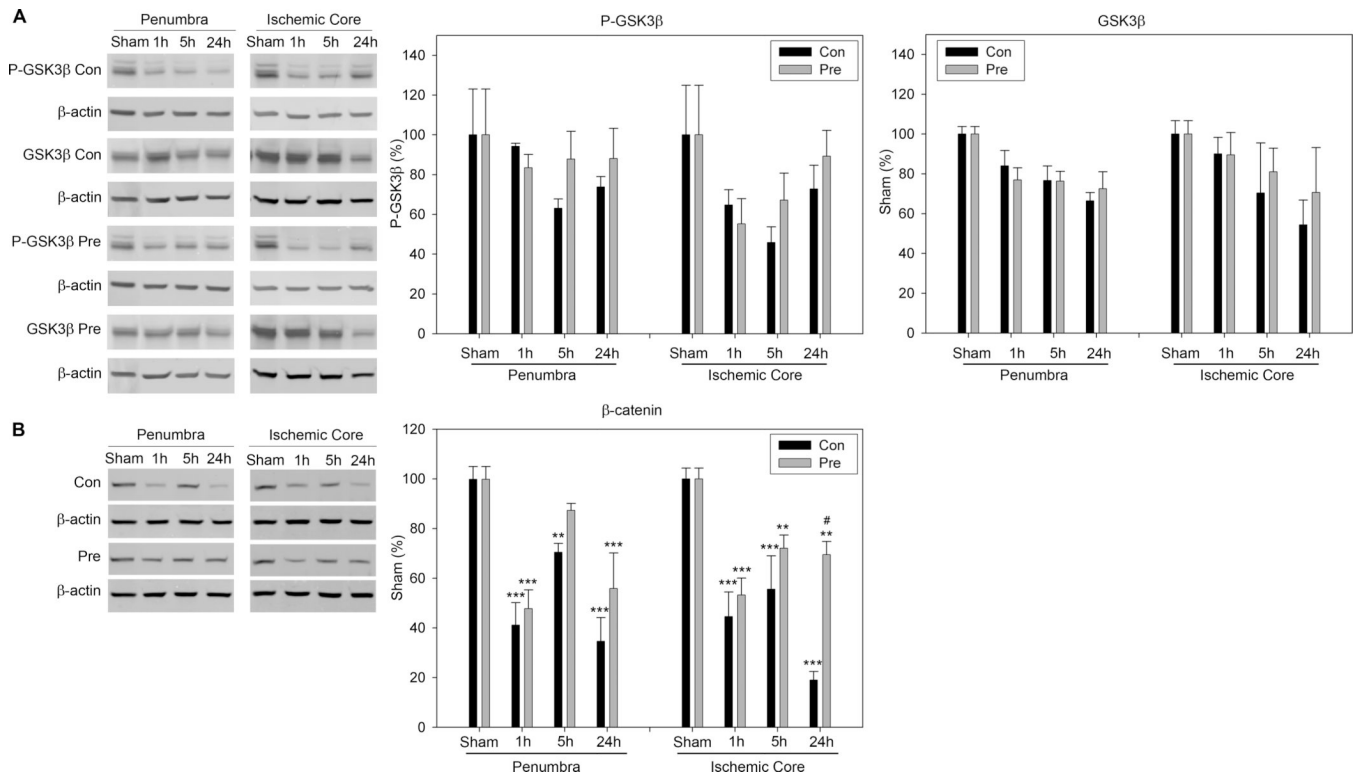 A
Penumbra Ischemic Core
Sham 1h 5h 24h Sham 1h 5h 24h
P-GSK3β Con
β-actin
GSK3β Con
β-actin
P-GSK3β Pre
β-actin
GSK3β Pre
β-actin
P-GSK3β
Con
Pre
P-GSK3β (%)
140
120
100
80
60
40
20
0
Sham 1h 5h 24h Sham 1h 5h 24h
Penumbra Ischemic Core
GSK3β
Con
Pre
Sham (%)
140
120
100
80
60
40
20
0
Sham 1h 5h 24h Sham 1h 5h 24h
Penumbra Ischemic Core
B
Penumbra Ischemic Core
Sham 1h 5h 24h Sham 1h 5h 24h
Con
β-actin
Pre
β-actin
β-catenin
Con
Pre
Sham (%)
120
100
80
60
40
20
0
*** *** ** *** *** *** *** *** ** *** # **
Sham 1h 5h 24h Sham 1h 5h 24h
Penumbra Ischemic Core